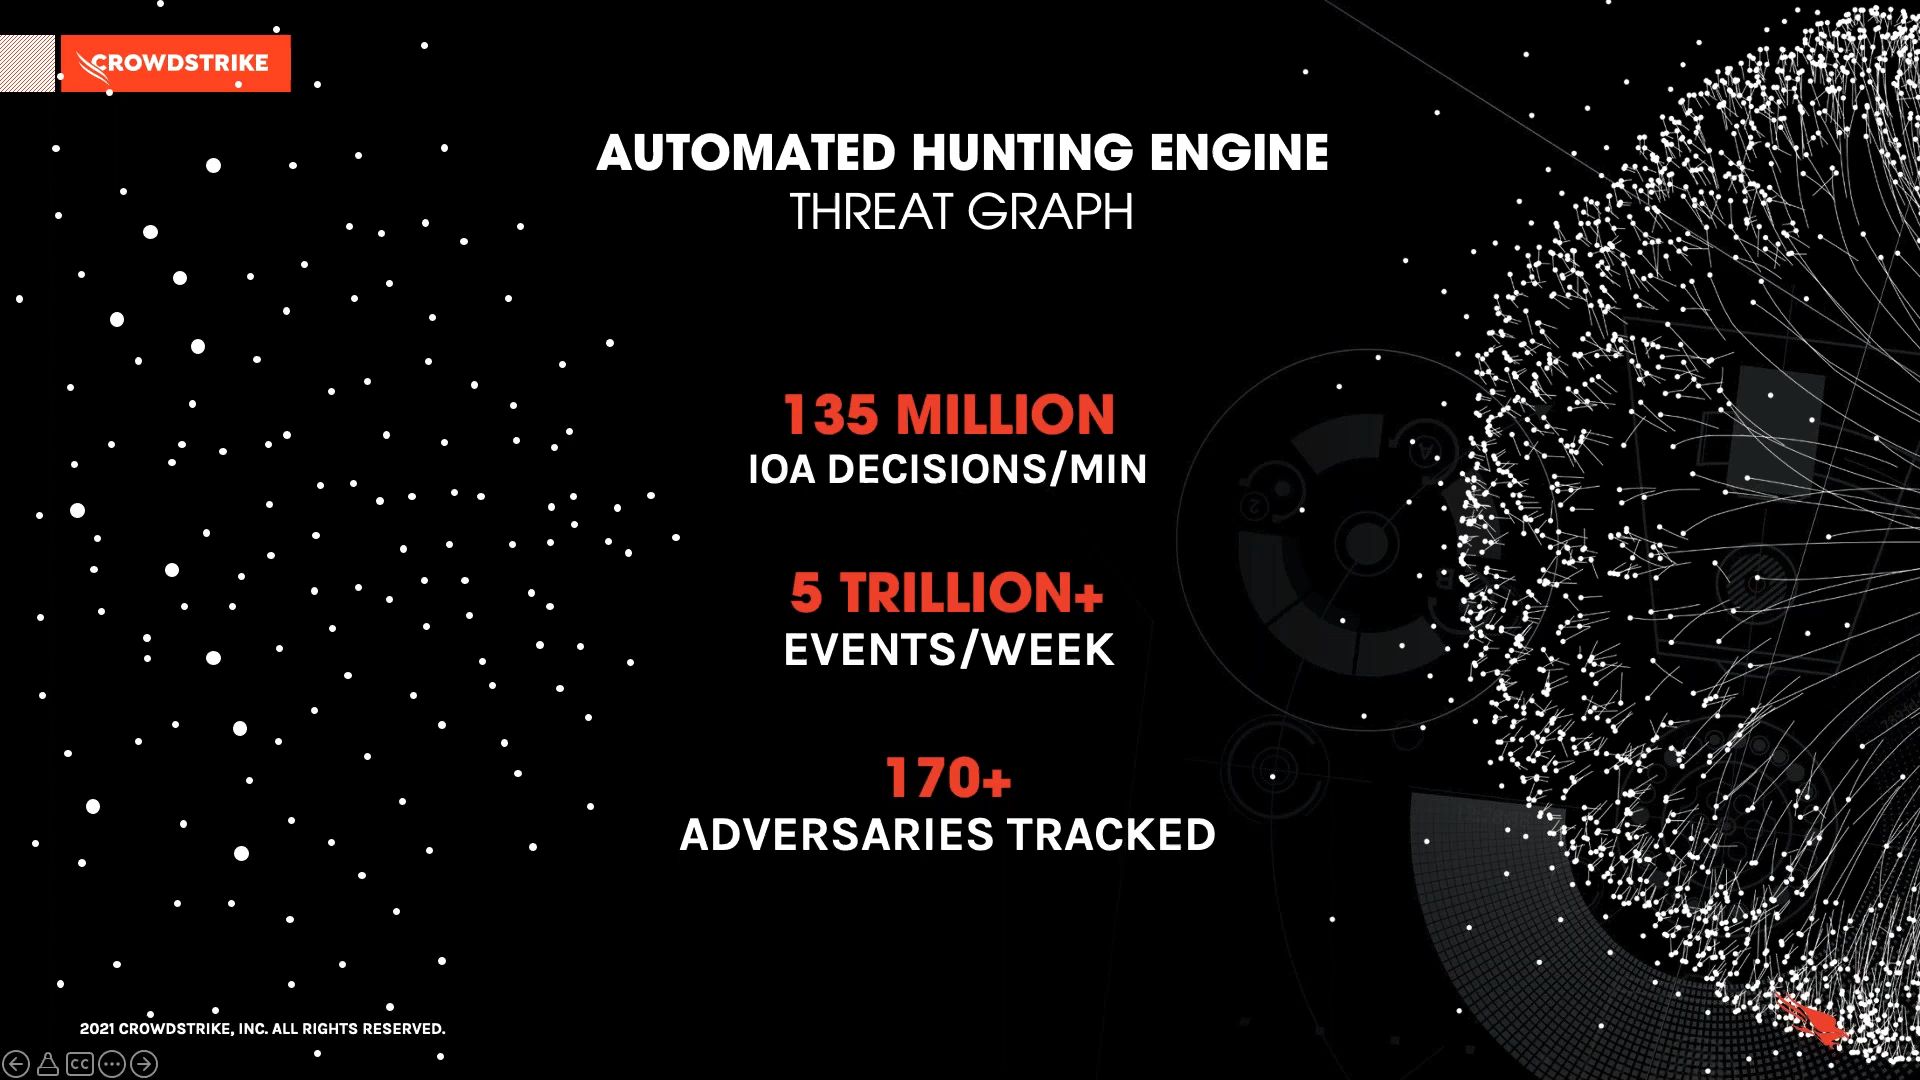 CROWDSTRIKE
AUTOMATED HUNTING ENGINE
THREAT GRAPH
135 MILLION
IOA DECISIONS/MIN
5 TRILLION+
EVENTS/WEEK
170+
ADVERSARIES TRACKED
2021 CROWDSTRIKE, INC. ALL RIGHTS RESERVED.
CC